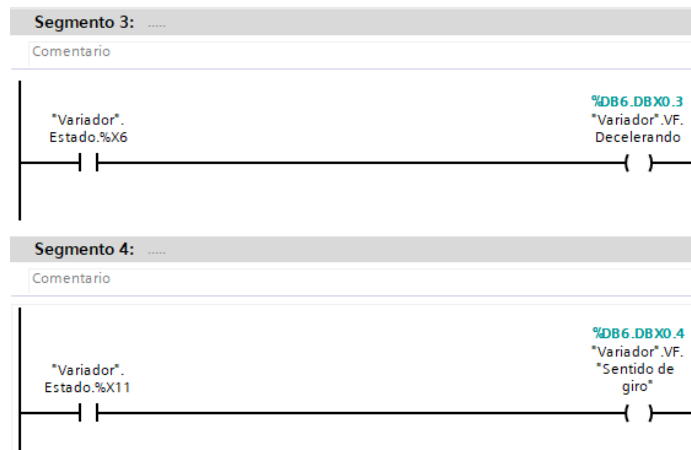 Segmento 3: .....
Comentario
%DB6.DBX0.3
"Variador".
Estado.%X6
"Variador".VF.
Decelerando
Segmento 4: .....
Comentario
%DB6.DBX0.4
"Variador".
Estado.%X11
"Variador".VF.
"Sentido de
giro"